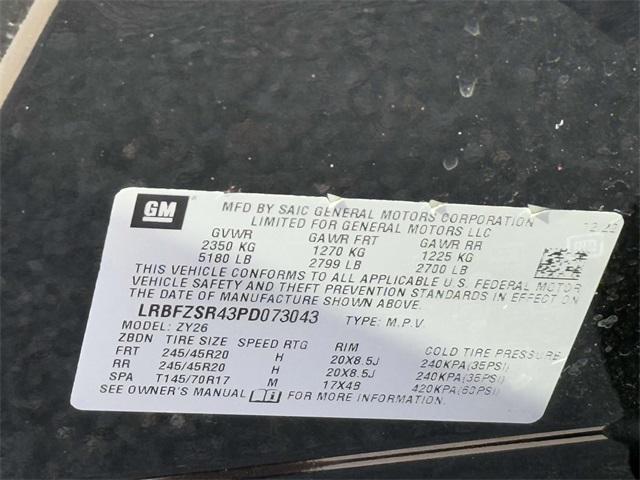 GM
MFD BY SAIC GENERAL MOTORS CORPORATION 12/22
LIMITED FOR GENERAL MOTORS LLC
GVWR GAWR FRT GAWR RR
2350 KG 1270 KG 1225 KG
5180 LB 2799 LB 2700 LB
THIS VEHICLE CONFORMS TO ALL APPLICABLE U.S. FEDERAL MOTOR
VEHICLE SAFETY AND THEFT PREVENTION STANDARDS IN EFFECT ON
THE DATE OF MANUFACTURE SHOWN ABOVE.
LRBFZSR43PD073043 TYPE: M.P.V.
MODEL: ZY26
ZBDN TIRE SIZE SPEED RTG RIM COLD TIRE PRESSURE
FRT 245/45R20 H 20X8.5J 240KPA(35PSI)
RR 245/45R20 H 20X8.5J 240KPA(35PSI)
SPA T145/70R17 M 17X4B 420KPA(60PSI)
SEE OWNER'S MANUAL FOR MORE INFORMATION.